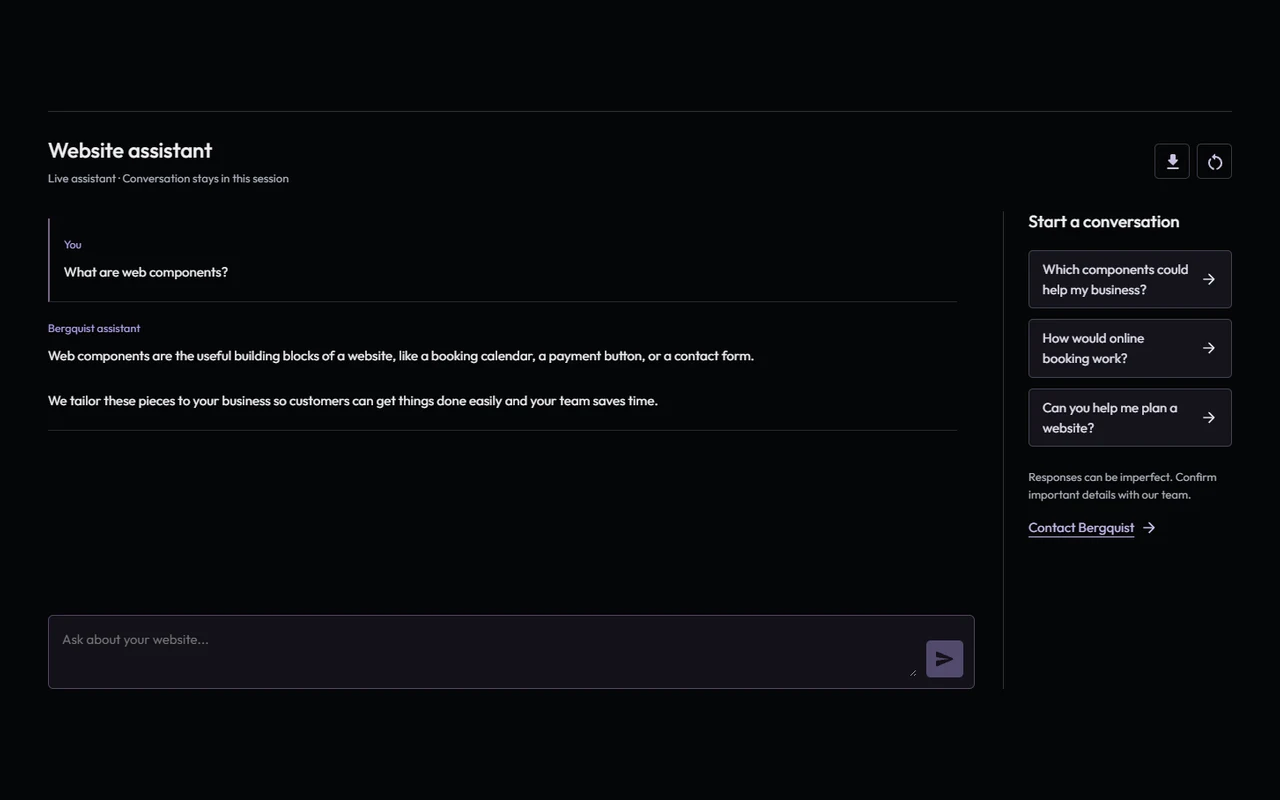 Website assistant
Live assistant · Conversation stays in this session
You
What are web components?
Bergquist assistant
Web components are the useful building blocks of a website, like a booking calendar, a payment button, or a contact form.
We tailor these pieces to your business so customers can get things done easily and your team saves time.
Ask about your website...
Start a conversation
Which components could
help my business?
How would online
booking work?
Can you help me plan a
website?
Responses can be imperfect. Confirm
important details with our team.
Contact Bergquist